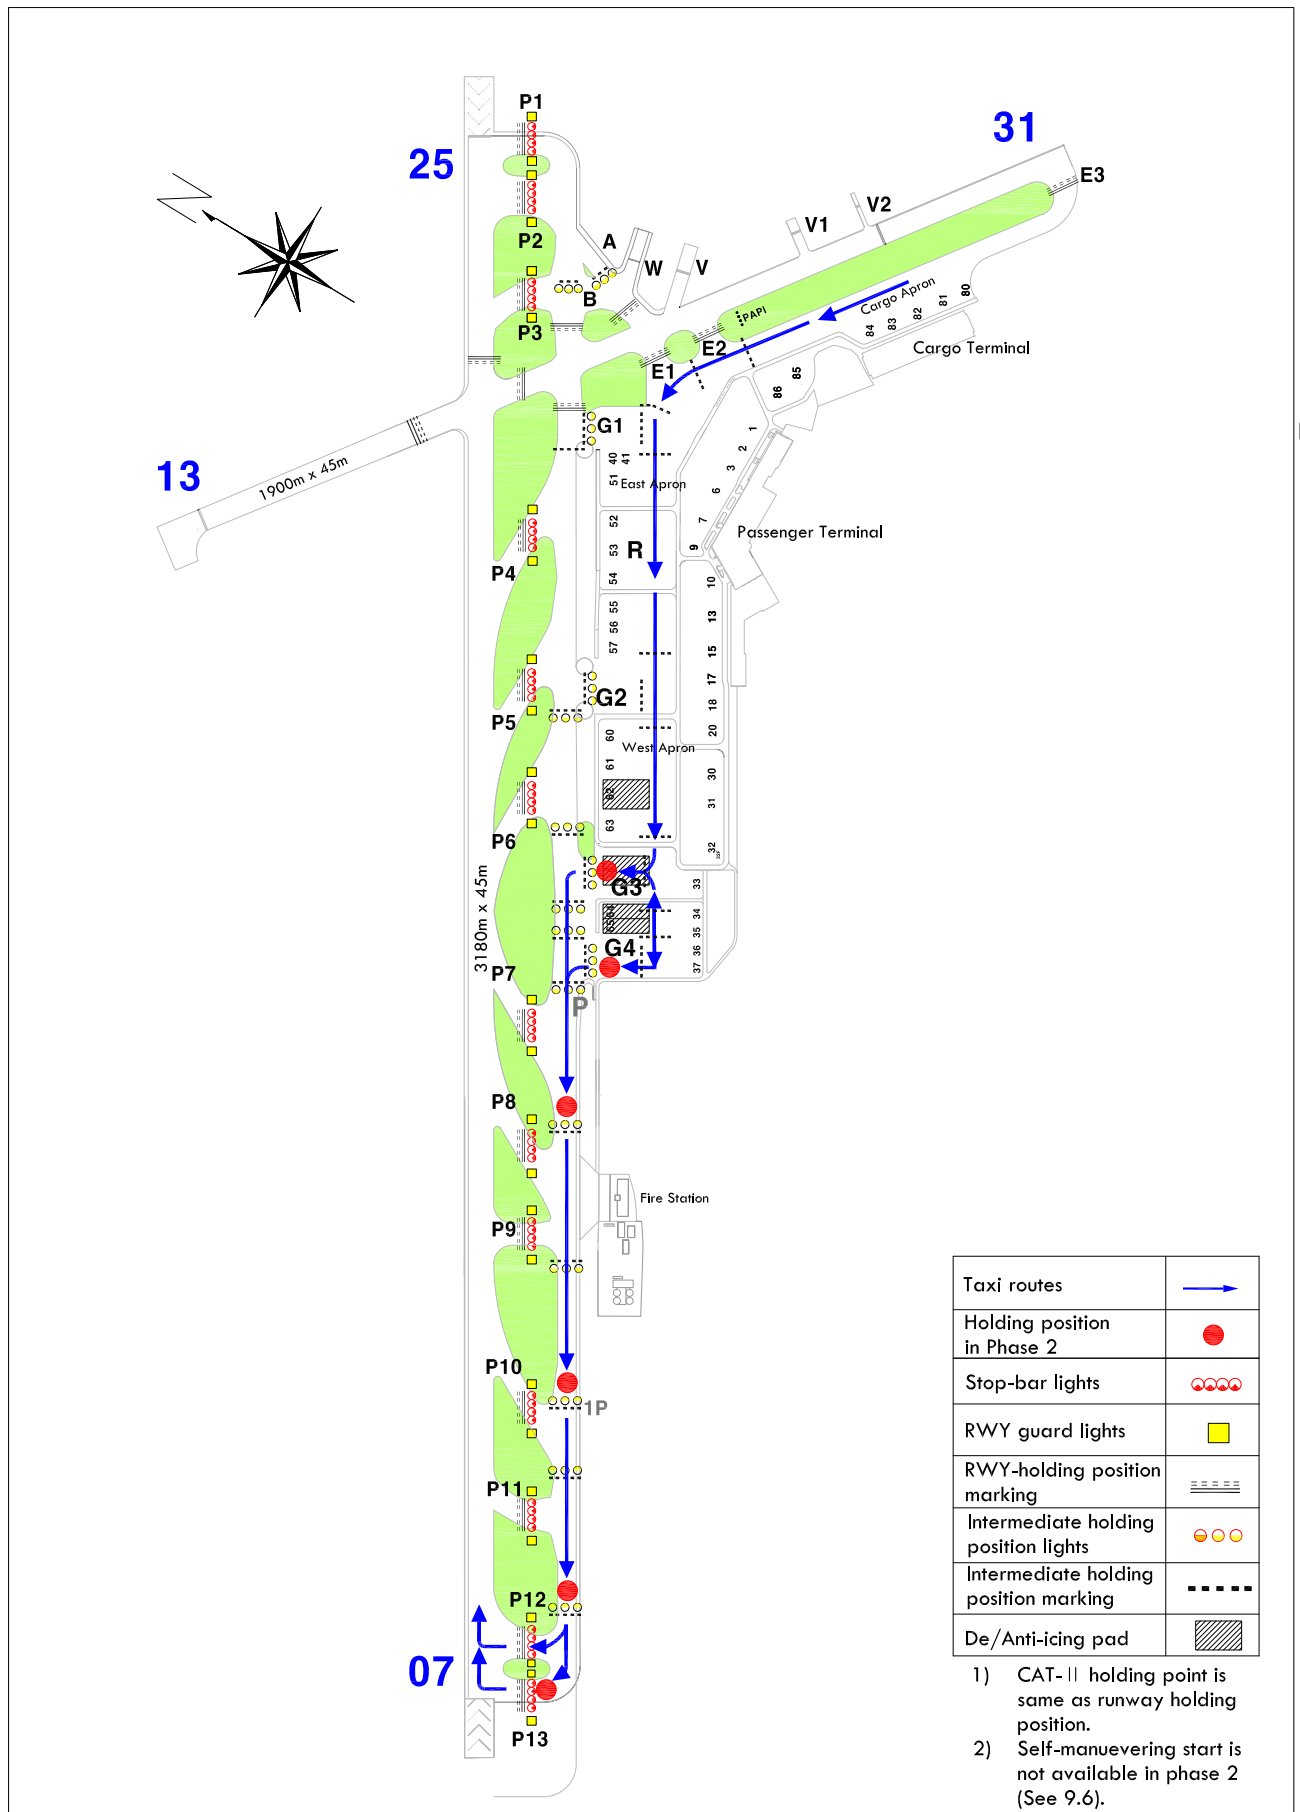 P1
31
25
E3
V2
V1
P2
A
W
V
N
B
Cargo Apron
80
81
82
83
84
PAPI
P3
E2
Cargo Terminal
E1
85
86
G1
1
2
3
6
7
9
40
41
51
East Apron
13
1900m x 45m
52
53
54
R
Passenger Terminal
P4
10
13
15
17
18
20
55
56
57
G2
P5
60
West Apron
61
62
63
30
31
32
P6
3180m x 45m
G3
33
64
65
34
35
36
37
G4
P7
P
P8
Fire Station
P9
P10
1P
P11
P12
07
P13
Taxi routes
Holding position
in Phase 2
Stop-bar lights
RWY guard lights
RWY-holding position
marking
Intermediate holding
position lights
Intermediate holding
position marking
De/Anti-icing pad
1) CAT-II holding point is
same as runway holding
position.
2) Self-manuevering start is
not available in phase 2
(See 9.6).